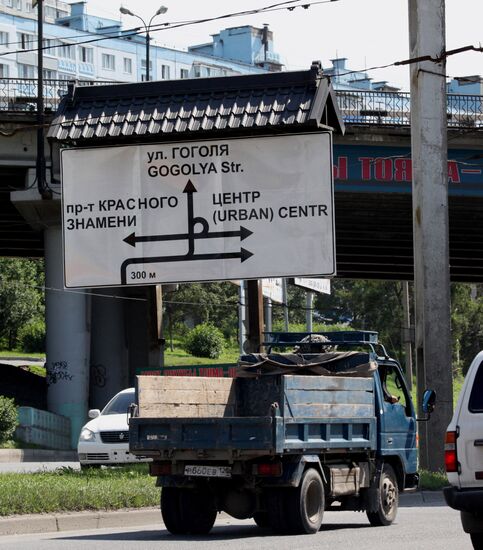 ул. ГОГОЛЯ
GOGOLYA Str.
пр-т КРАСНОГО
ЗНАМЕНИ
ЦЕНТР
(URBAN) CENTR
300 м